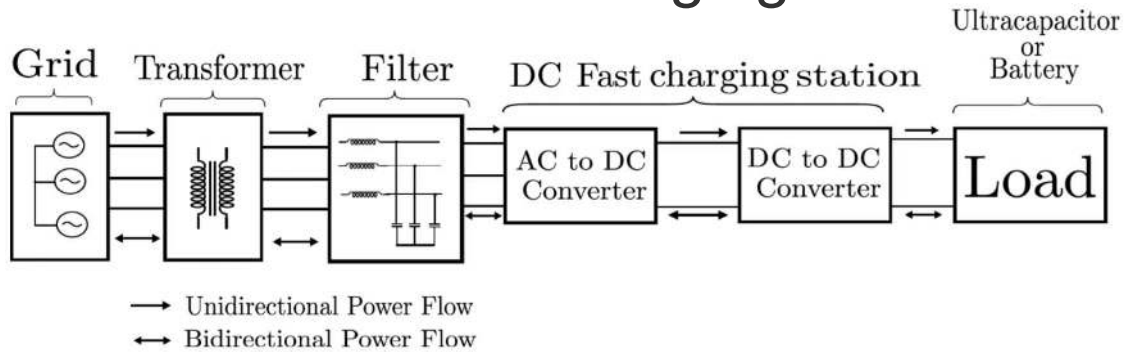 Ultracapacitor
or
Battery
Grid
Transformer
Filter
DC Fast charging station
AC to DC
Converter
DC to DC
Converter
Load
Unidirectional Power Flow
Bidirectional Power Flow